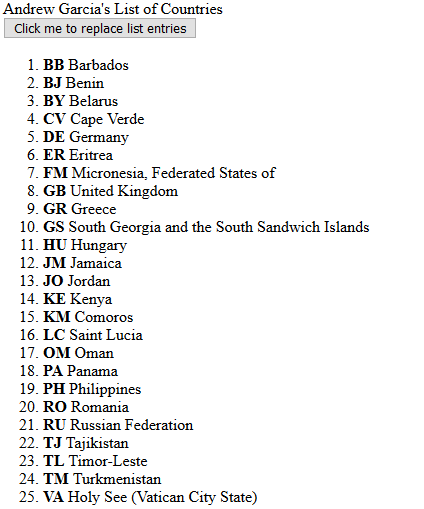 Andrew Garcia's List of Countries
Click me to replace list entries
1. BB Barbados
2. BJ Benin
3. BY Belarus
4. CV Cape Verde
5. DE Germany
6. ER Eritrea
7. FM Micronesia, Federated States of
8. GB United Kingdom
9. GR Greece
10. GS South Georgia and the South Sandwich Islands
11. HU Hungary
12. JM Jamaica
13. JO Jordan
14. KE Kenya
15. KM Comoros
16. LC Saint Lucia
17. OM Oman
18. PA Panama
19. PH Philippines
20. RO Romania
21. RU Russian Federation
22. TJ Tajikistan
23. TL Timor-Leste
24. TM Turkmenistan
25. VA Holy See (Vatican City State)